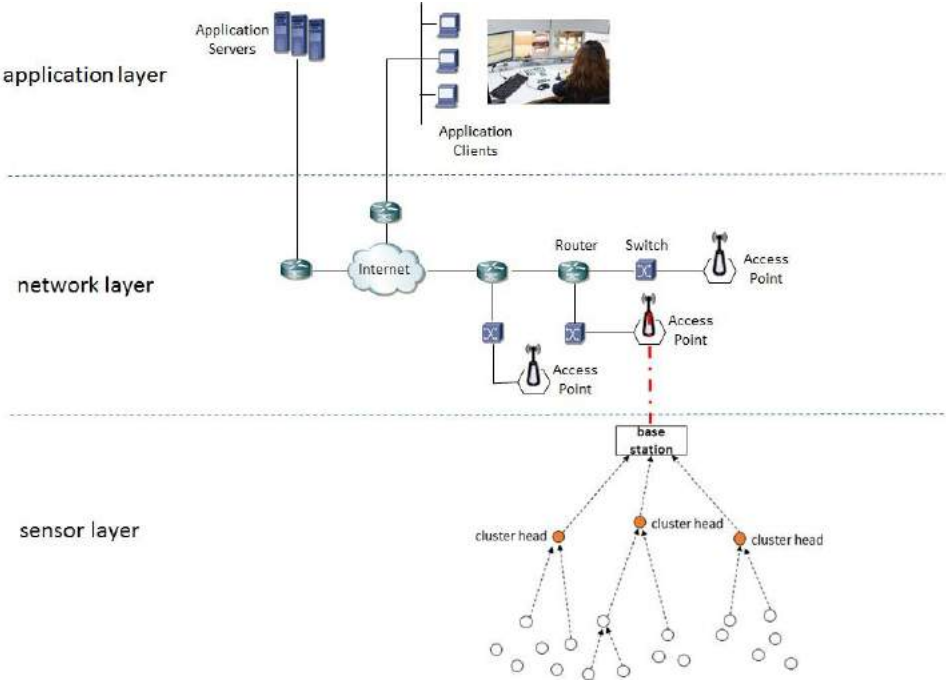 Application
Servers
application layer
Application
Clients
Router
Switch
Access
Point
Internet
network layer
Access
Point
Access
Point
base
station
sensor layer
cluster head
cluster head
cluster head